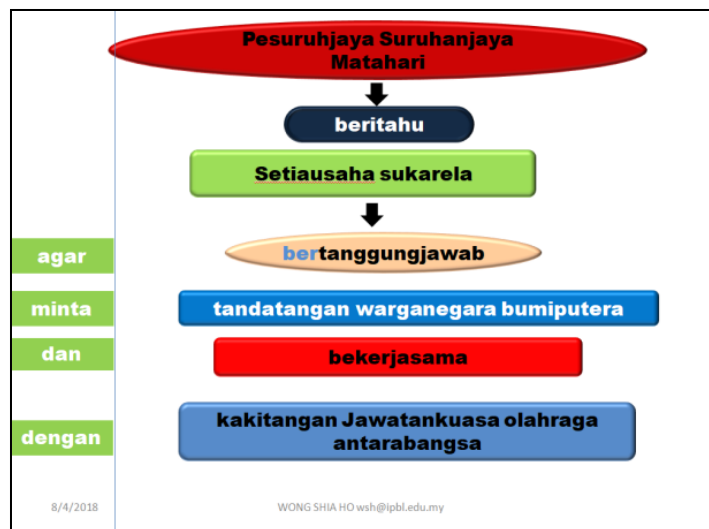 Pesuruhjaya Suruhanjaya
Matahari
beritahu
Setiausaha sukarela
agar
bertanggungjawab
minta
tandatangan warganegara bumiputera
dan
bekerjasama
dengan
kakitangan Jawatankuasa olahraga
antarabangsa
8/4/2018
WONG SHIA HO wsh@ipbl.edu.my